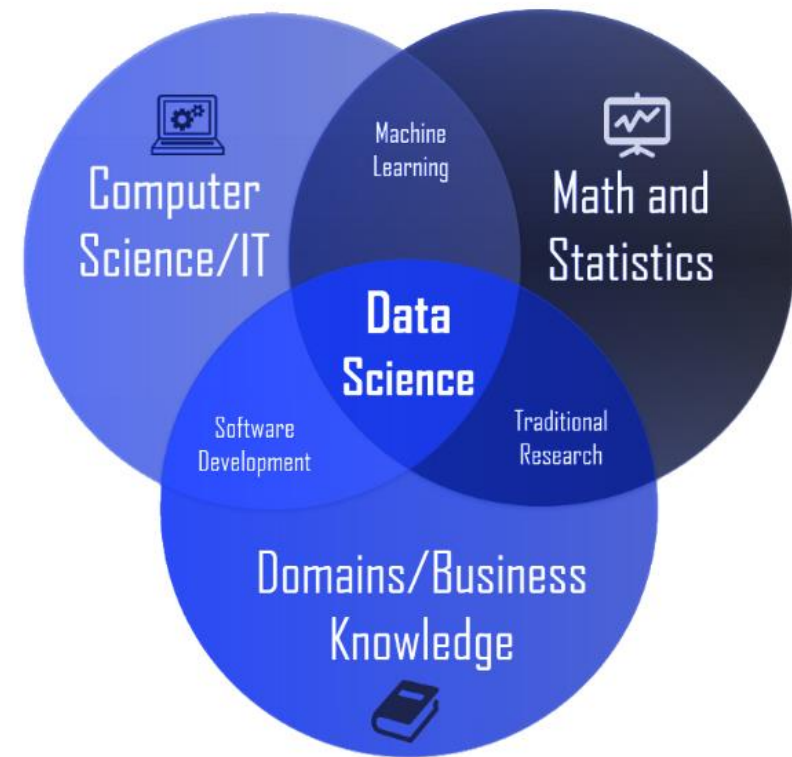 Machine
Learning
Computer
Science/IT
Math and
Statistics
Data
Science
Software
Development
Traditional
Research
Domains/Business
Knowledge